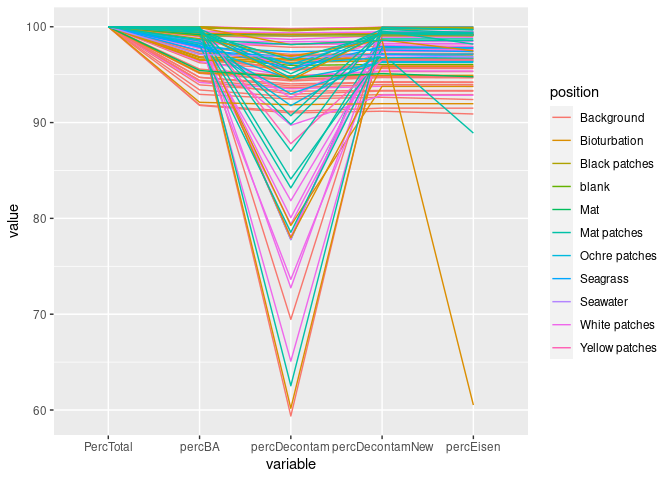 100
90
80
70
60
value
PercTotal percBA percDecontam percDecontamNew percEisen
variable
position
Background
Bioturbation
Black patches
blank
Mat
Mat patches
Ochre patches
Seagrass
Seawater
White patches
Yellow patches